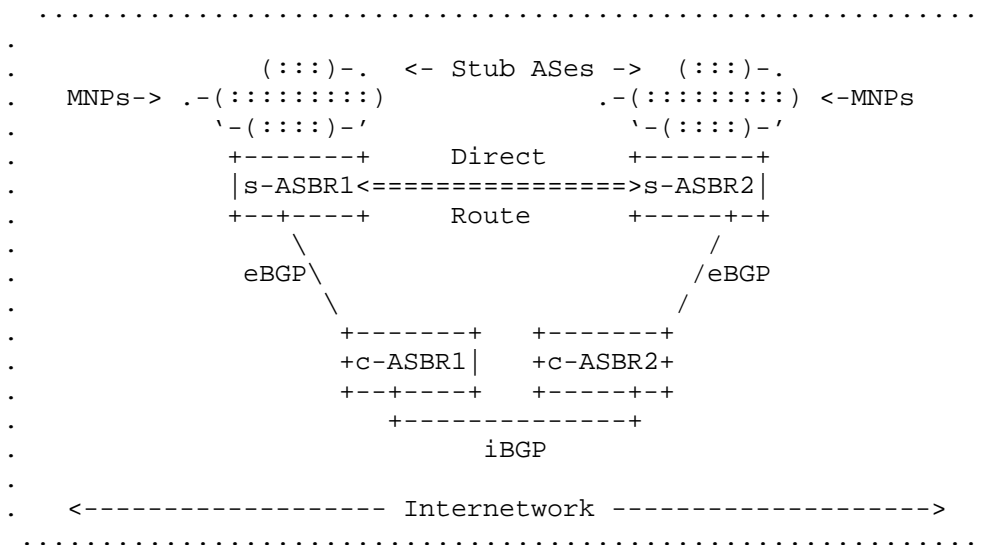 . . . . . . . . . . . . . . . . . . . . . . . . . . . . . . . . . . . . . . . . . . . . . . . . . . . . . . . . . . .
.
.               (:::)-.  <- Stub ASes ->  (:::)-.
.   MNPs-> .-(:::::::::)              .-(:::::::::) <-MNPs
.            `-(::::)-'                `-(::::)-'
.             +-------+     Direct     +-------+
.             |s-ASBR1<================>s-ASBR2|
.             +--+----+     Route      +-----+-+
.                 \                         /
.              eBGP\                       /eBGP
.                   \                     /
.                    +-------+   +-------+
.                    +c-ASBR1|   +c-ASBR2+
.                    +--+----+   +-----+-+
.                       +--------------+
.                             iBGP
.
.   <------------------- Internetwork -------------------->
. . . . . . . . . . . . . . . . . . . . . . . . . . . . . . . . . . . . . . . . . . . . . . . . . . . . . . . . . . . .